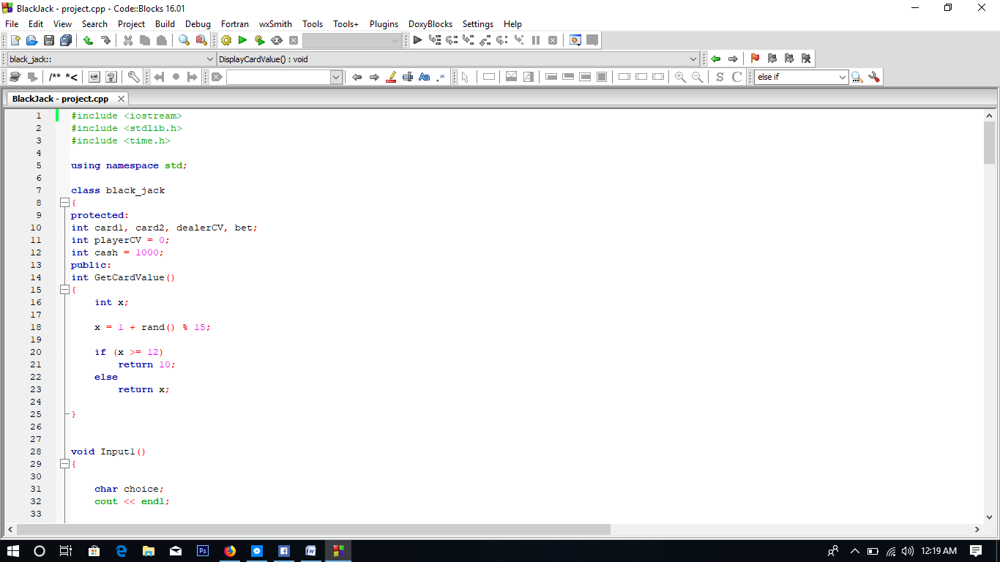 BlackJack - project.cpp - Code::Blocks 16.01
File Edit View Search Project Build Debug Fortran wxSmith Tools Tools+ Plugins DoxyBlocks Settings Help
black_jack:: DisplayCardValue() : void
/** *< Aa .* S C else if
BlackJack - project.cpp
1 #include <iostream>
2 #include <stdlib.h>
3 #include <time.h>
4
5 using namespace std;
6
7 class black_jack
8 {
9 protected:
10 int card1, card2, dealerCV, bet;
11 int playerCV = 0;
12 int cash = 1000;
13 public:
14 int GetCardValue()
15 {
16 int x;
17
18 x = 1 + rand() % 15;
19
20 if (x >= 12)
21 return 10;
22 else
23 return x;
24
25 }
26
27
28 void Input1()
29 {
30
31 char choice;
32 cout << endl;
33
Ps W 12:19 AM